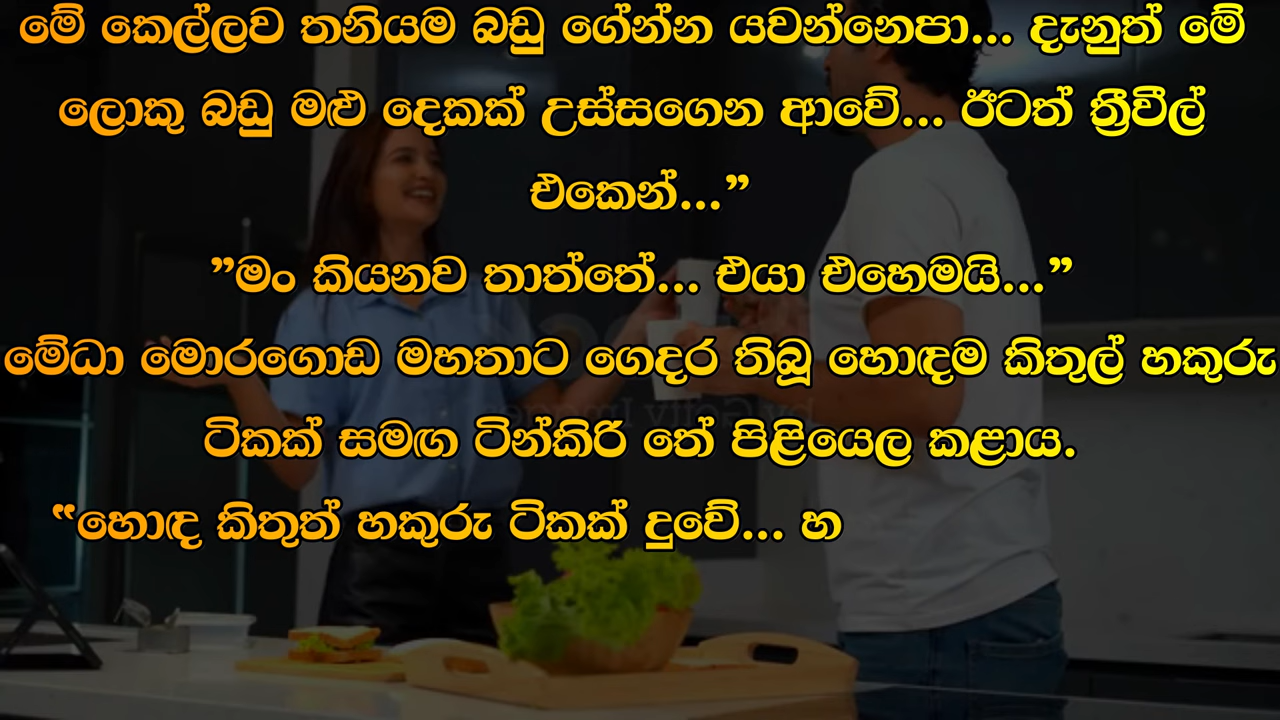 මේ කෙල්ලව තනියම බඩු ගේන්න යවන්නෙපා... දැනුත් මේ
ලොකු බඩු මළු දෙකක් උස්සගෙන ආවේ... ඊටත් ත්‍රීවීල්
එකෙන්...”
”මං කියනව තාත්තේ... එයා එහෙමයි...”
මේධා මොරගොඩ මහතාට ගෙදර තිබූ හොඳම කිතුල් හකුරු
ටිකක් සමඟ ටින්කිරි තේ පිළියෙල කළාය.
“හොඳ කිතුත් හකුරු ටිකක් දුවේ... හ